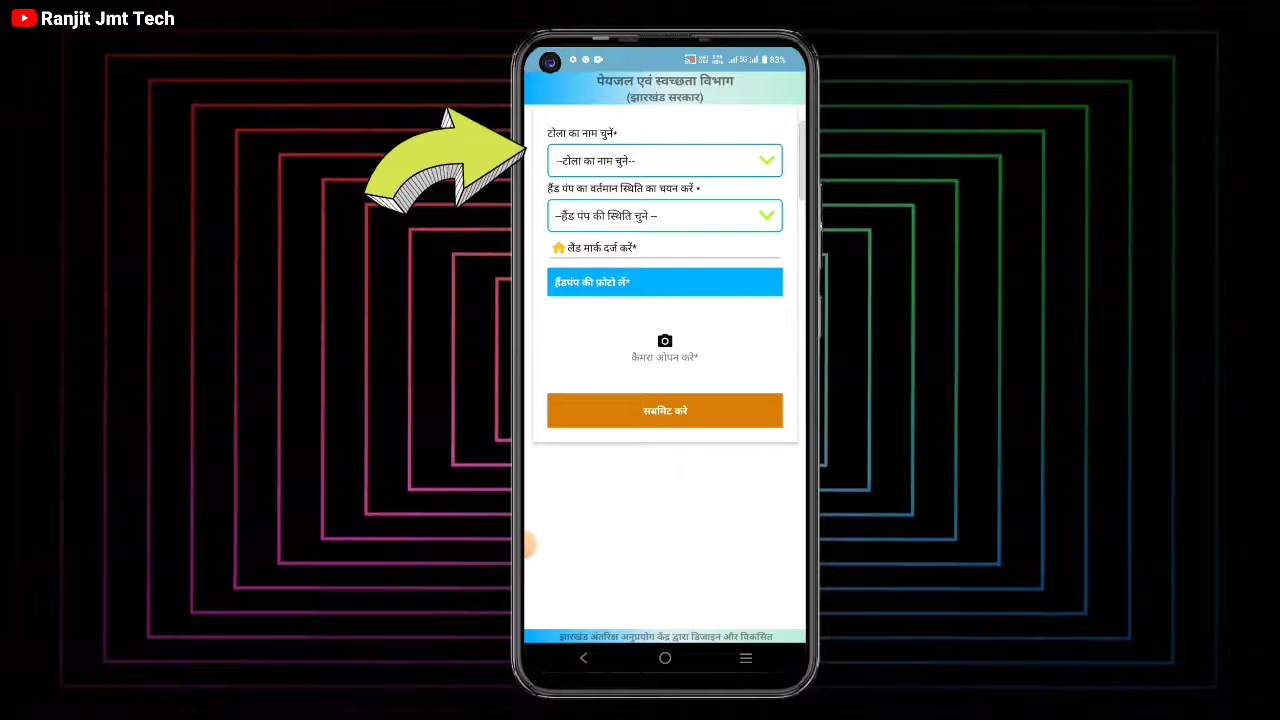 Ranjit Jmt Tech
83%
पेयजल एवं स्वच्छता विभाग
(झारखंड सरकार)
टोला का नाम चुनें*
--टोला का नाम चुने--
हैंड पंप का वर्तमान स्थिति का चयन करें *
--हैंड पंप की स्थिति चुने --
लैंड मार्क दर्ज करें*
हैंडपंप की फ़ोटो लें*
कैमरा ओपन करे*
सबमिट करे
झारखंड अंतरिक्ष अनुप्रयोग केंद्र द्वारा डिजाइन और विकसित